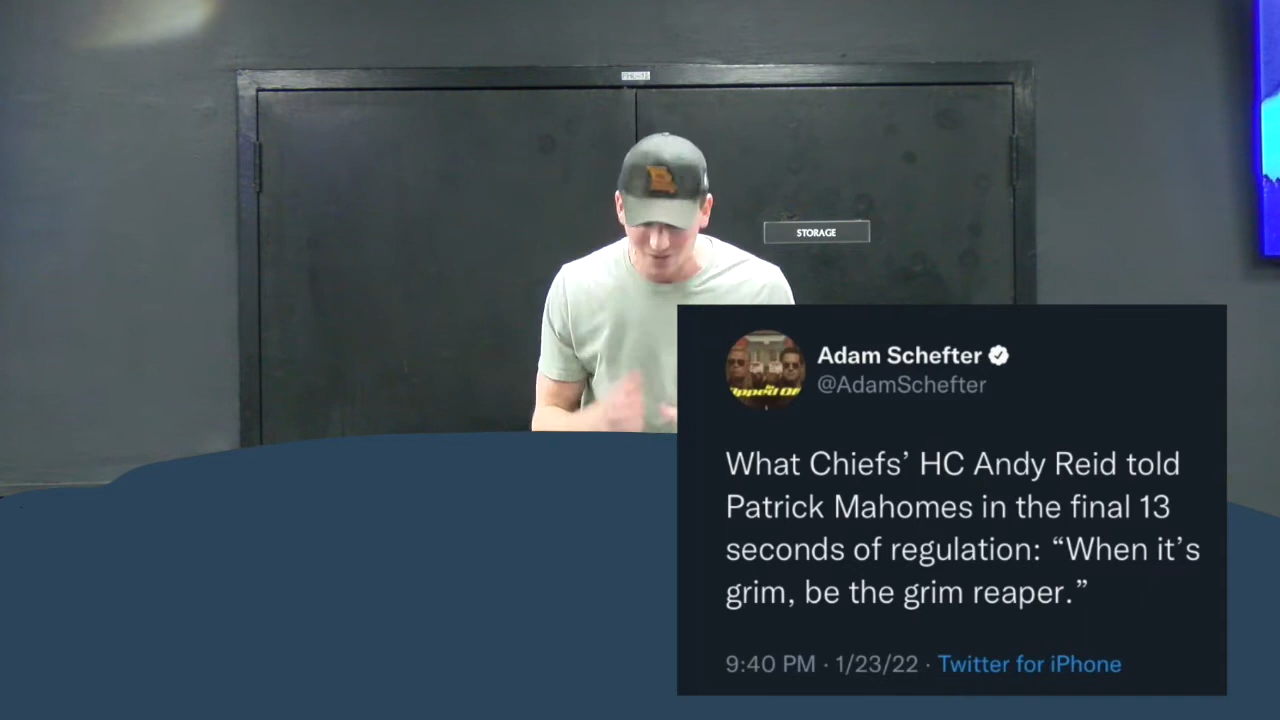 STORAGE
Adam Schefter
@AdamSchefter
What Chiefs’ HC Andy Reid told
Patrick Mahomes in the final 13
seconds of regulation: “When it’s
grim, be the grim reaper.”
9:40 PM · 1/23/22 · Twitter for iPhone